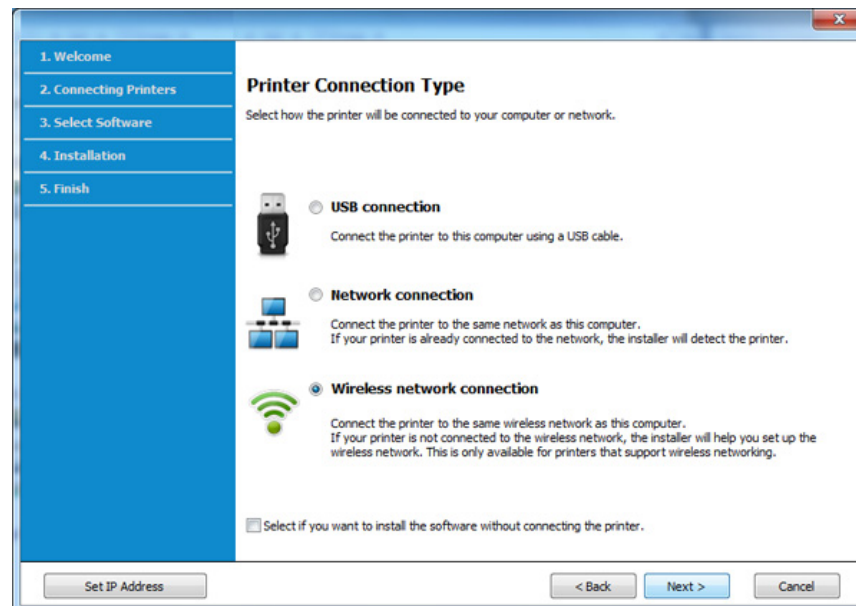 1. Welcome
2. Connecting Printers
3. Select Software
4. Installation
5. Finish
Printer Connection Type
Select how the printer will be connected to your computer or network.
USB connection
Connect the printer to this computer using a USB cable.
Network connection
Connect the printer to the same network as this computer.
If your printer is already connected to the network, the installer will detect the printer.
Wireless network connection
Connect the printer to the same wireless network as this computer.
If your printer is not connected to the wireless network, the installer will help you set up the
wireless network. This is only available for printers that support wireless networking.
Select if you want to install the software without connecting the printer.
Set IP Address
< Back
Next >
Cancel